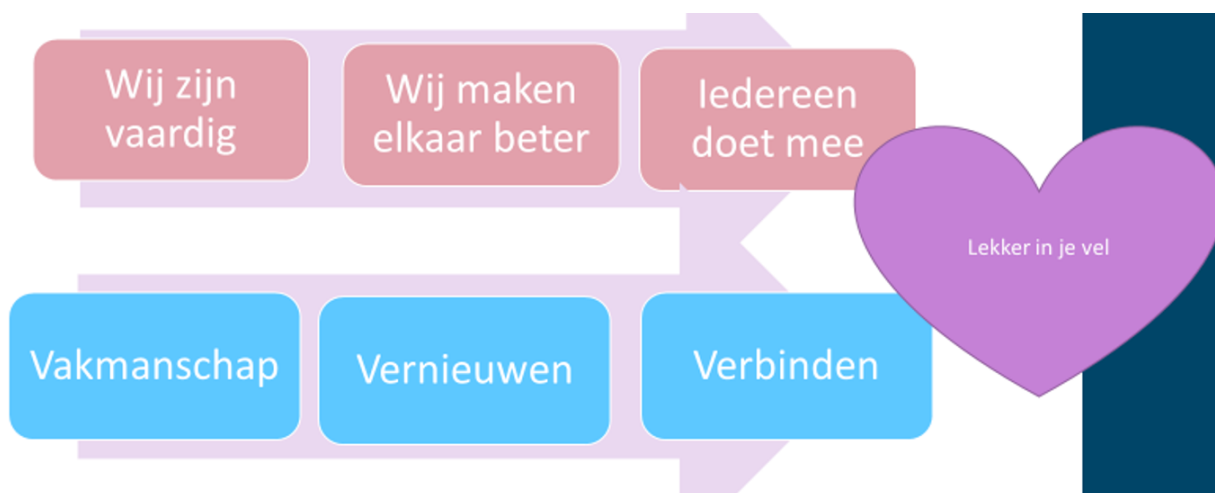 Wij zijn
vaardig
Wij maken
elkaar beter
Iedereen
doet mee
Lekker in je vel
Vakmanschap
Vernieuwen
Verbinden